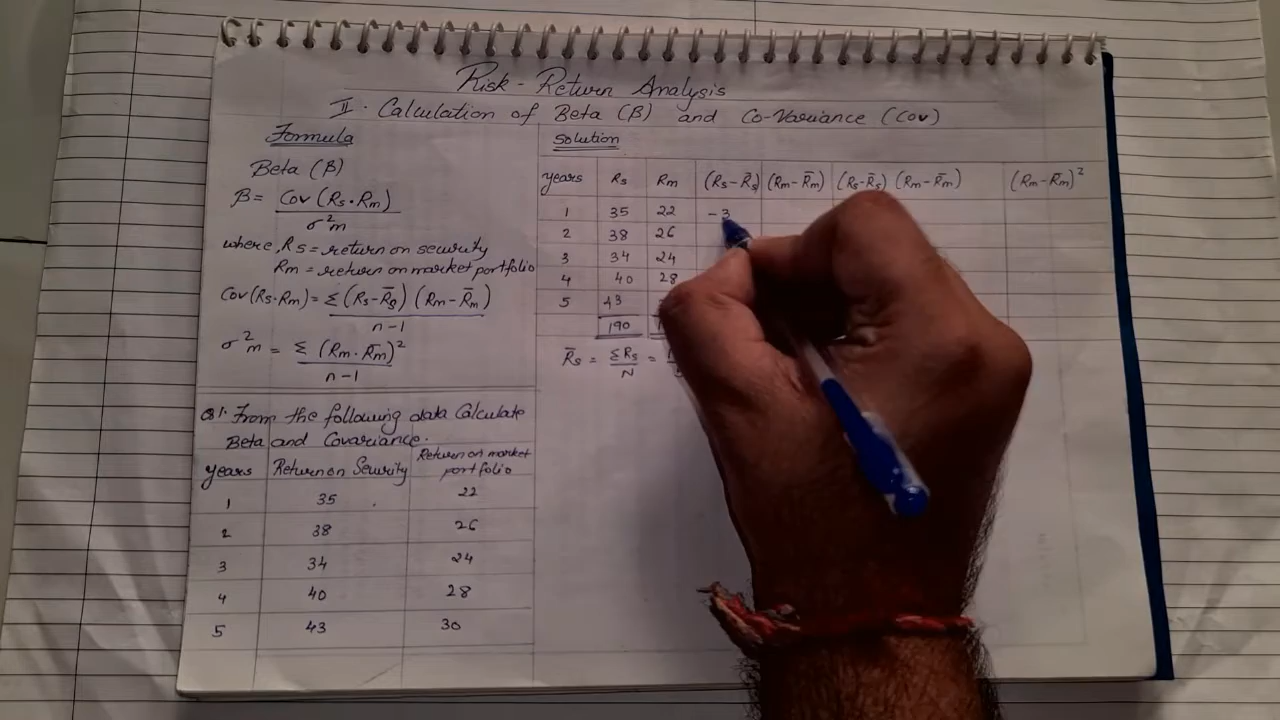 Risk-Return Analysis
II. Calculation of Beta (β) and Co-Variance (Cov)
Formula
Beta (β)
β = Cov (Rs·Rm)
σ²m
where, Rs = return on security
Rm = return on market portfolio
Cov (Rs·Rm) = Σ (Rs-R̄s) (Rm-R̄m)
n-1
σ²m = Σ (Rm·R̄m)²
n-1
Q1. From the following data Calculate
Beta and Covariance.
years Return on Security Return on market portfolio
1 35 22
2 38 26
3 34 24
4 40 28
5 43 30
Solution
years Rs Rm (Rs-R̄s) (Rm-R̄m) (Rs-R̄s) (Rm-R̄m) (Rm-R̄m)²
1 35 22 -3
2 38 26
3 34 24
4 40 28
5 43
190
R̄s = ΣRs =
N